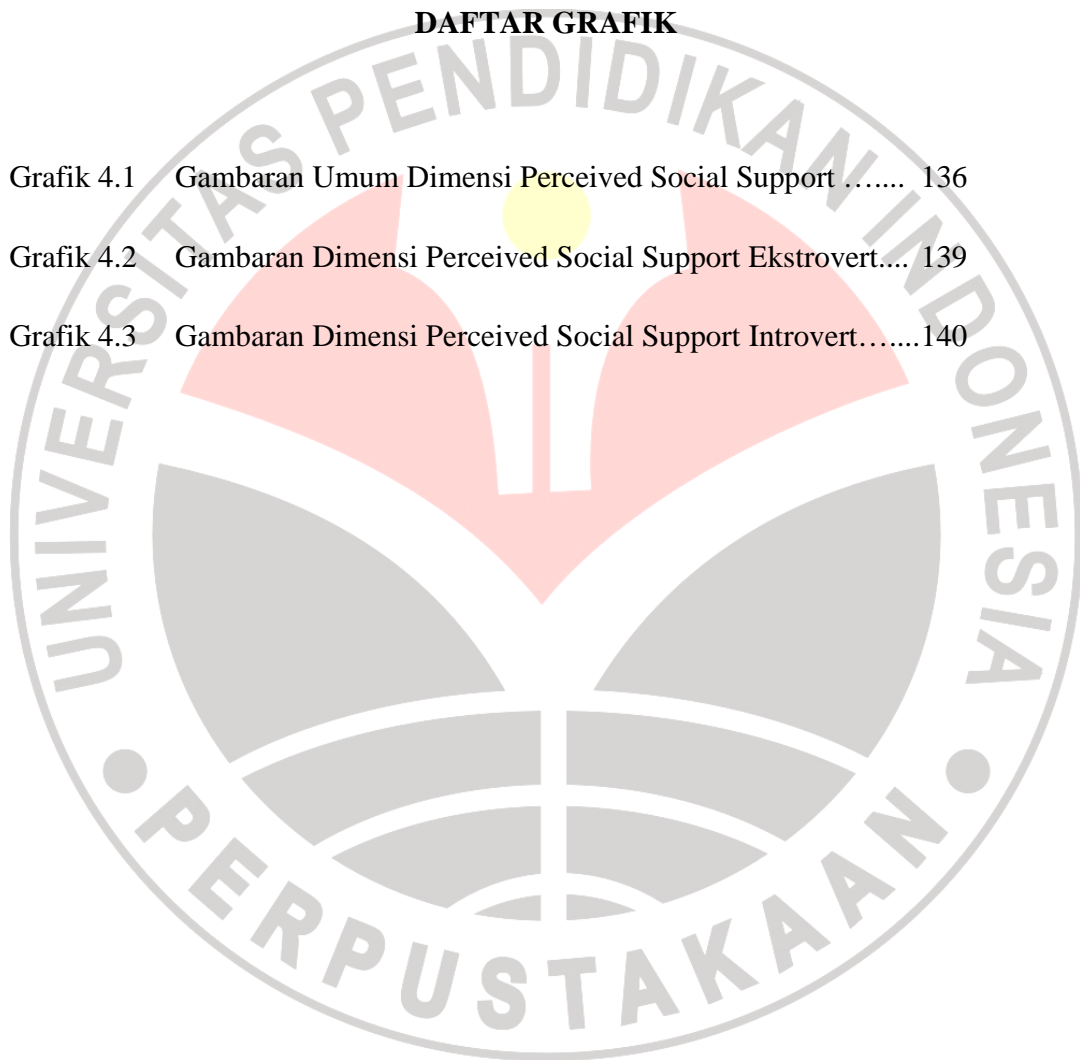 DAFTAR GRAFIK
Grafik 4.1 Gambaran Umum Dimensi Perceived Social Support ….... 136
Grafik 4.2 Gambaran Dimensi Perceived Social Support Ekstrovert.... 139
Grafik 4.3 Gambaran Dimensi Perceived Social Support Introvert…....140
UNIVERSITAS PENDIDIKAN INDONESIA
PERPUSTAKAAN